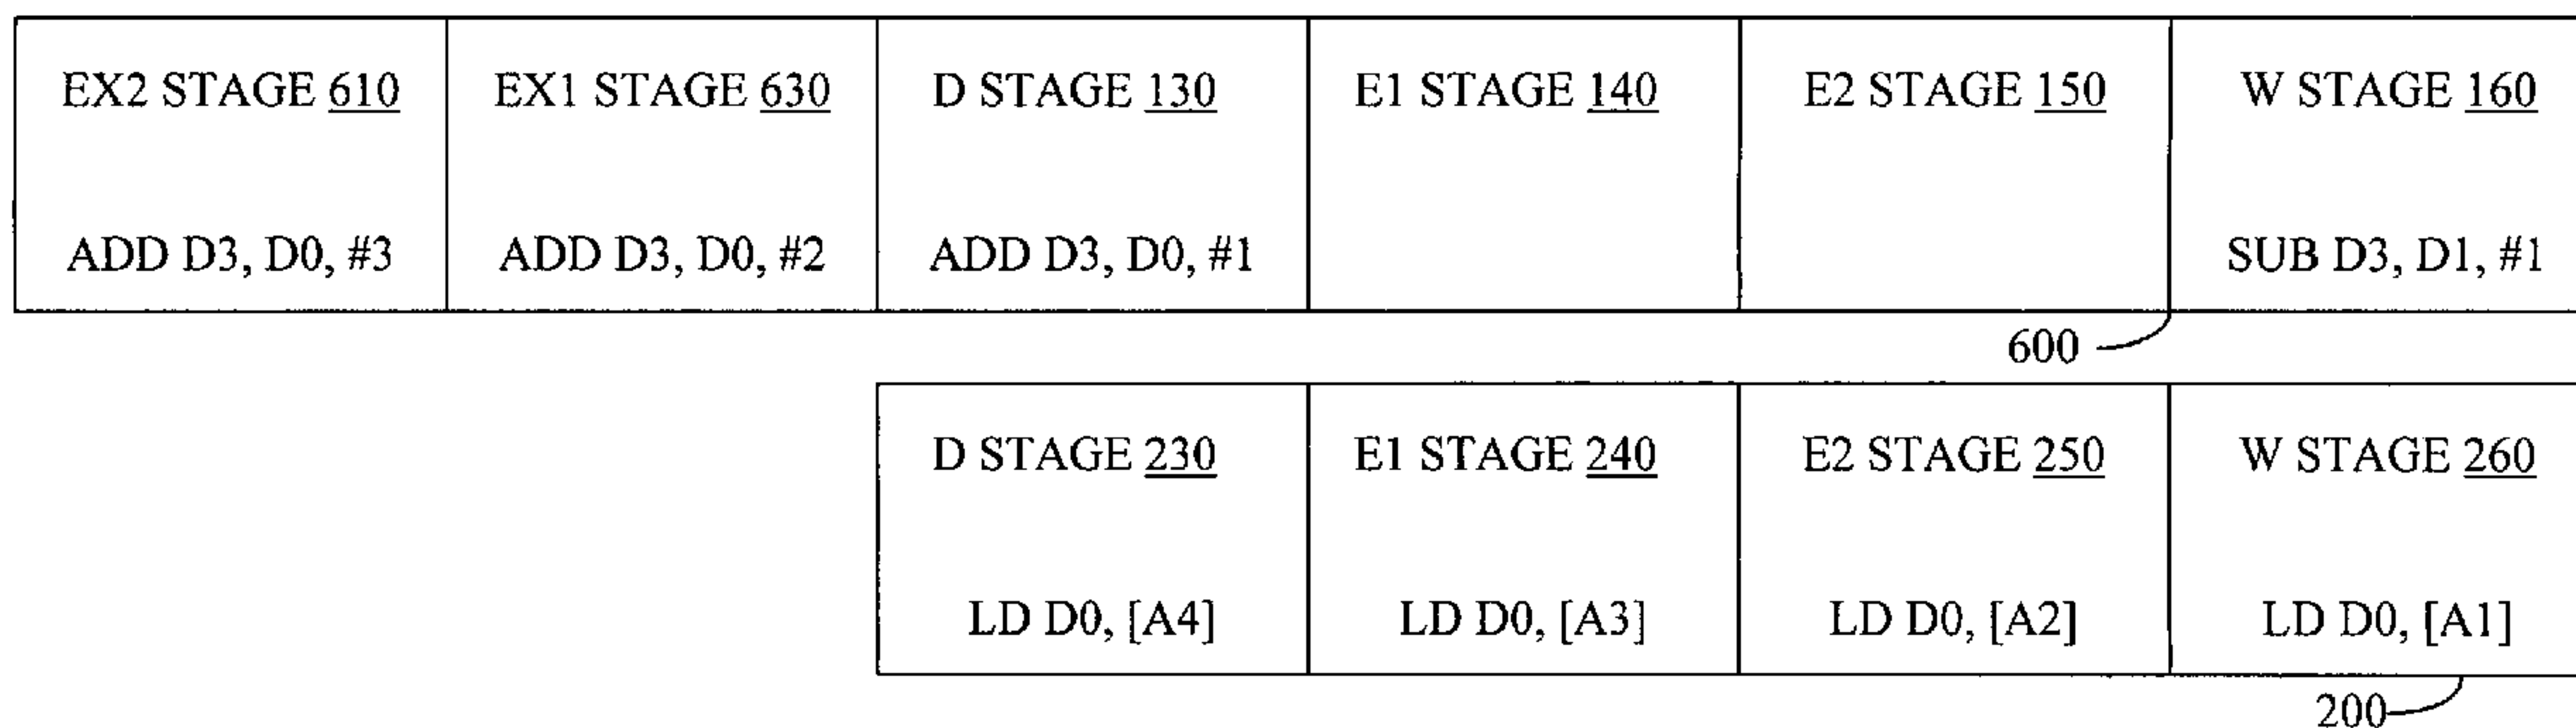 EX2 STAGE 610 EX1 STAGE 630 D STAGE 130 E1 STAGE 140 E2 STAGE 150 W STAGE 160
ADD D3, D0, #3 ADD D3, D0, #2 ADD D3, D0, #1 SUB D3, D1, #1
600
D STAGE 230 E1 STAGE 240 E2 STAGE 250 W STAGE 260
LD D0, [A4] LD D0, [A3] LD D0, [A2] LD D0, [A1]
200